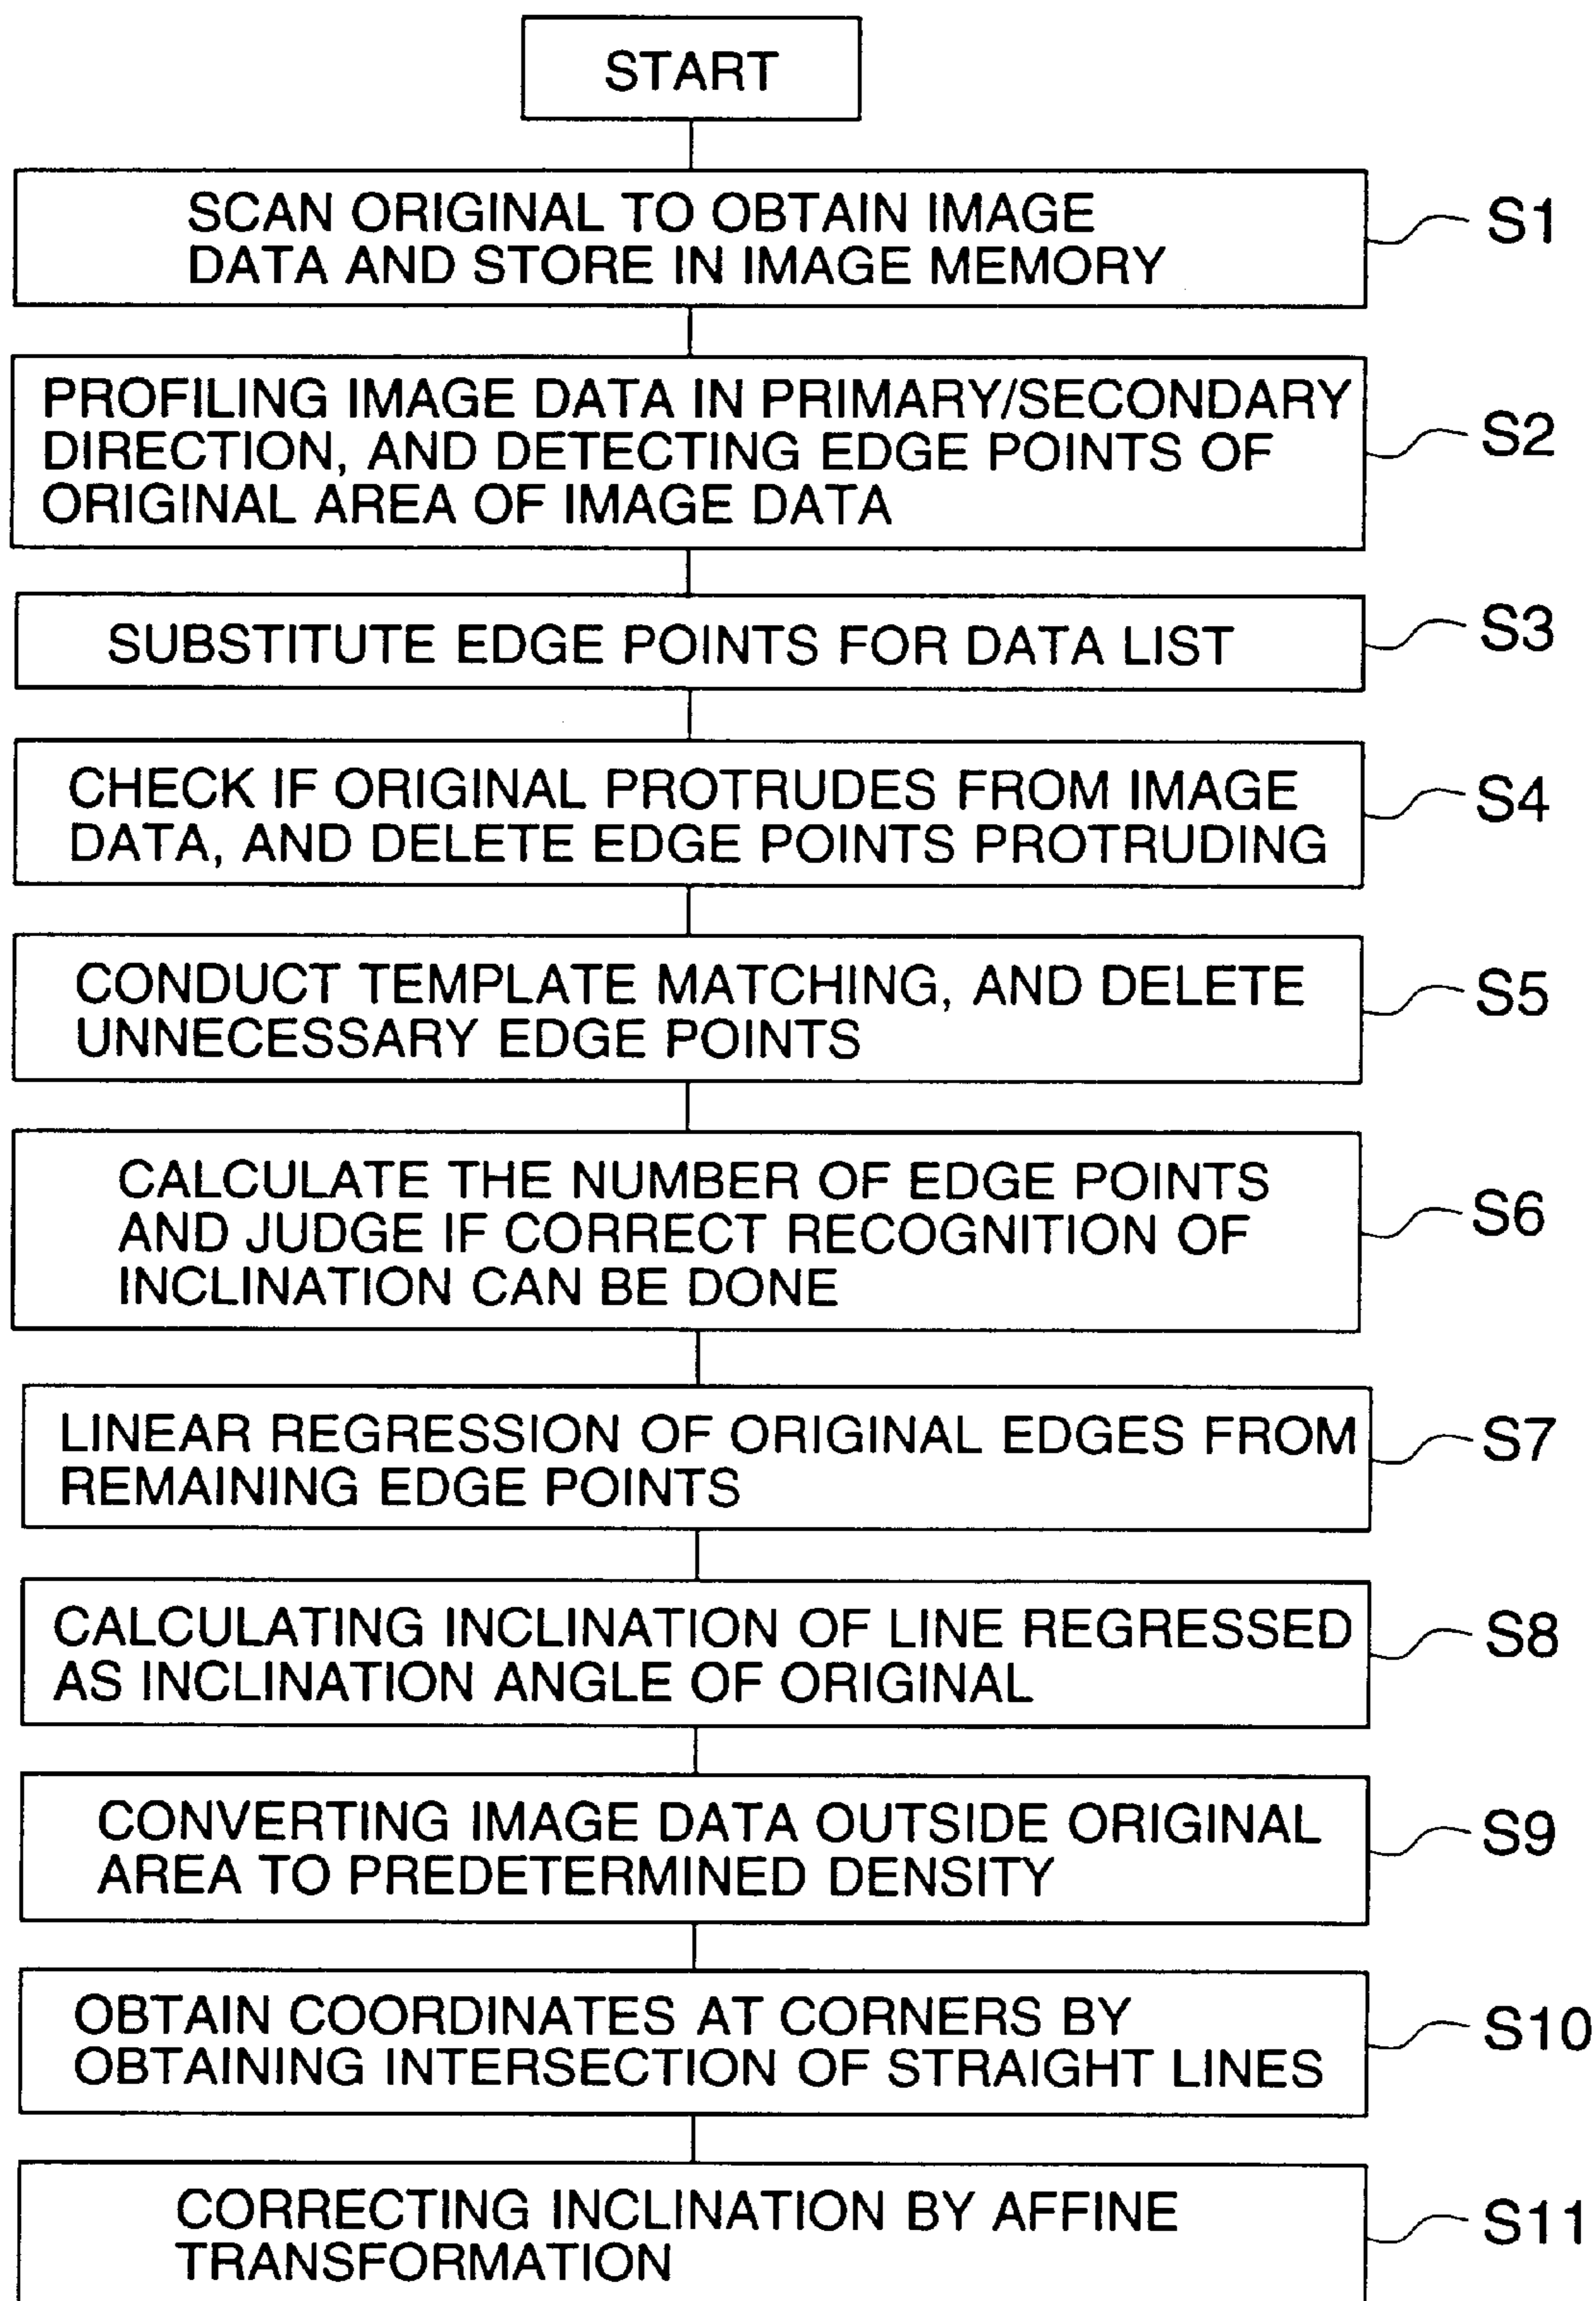 START
SCAN ORIGINAL TO OBTAIN IMAGE
DATA AND STORE IN IMAGE MEMORY
S1
PROFILING IMAGE DATA IN PRIMARY/SECONDARY
DIRECTION, AND DETECTING EDGE POINTS OF
ORIGINAL AREA OF IMAGE DATA
S2
SUBSTITUTE EDGE POINTS FOR DATA LIST
S3
CHECK IF ORIGINAL PROTRUDES FROM IMAGE
DATA, AND DELETE EDGE POINTS PROTRUDING
S4
CONDUCT TEMPLATE MATCHING, AND DELETE
UNNECESSARY EDGE POINTS
S5
CALCULATE THE NUMBER OF EDGE POINTS
AND JUDGE IF CORRECT RECOGNITION OF
INCLINATION CAN BE DONE
S6
LINEAR REGRESSION OF ORIGINAL EDGES FROM
REMAINING EDGE POINTS
S7
CALCULATING INCLINATION OF LINE REGRESSED
AS INCLINATION ANGLE OF ORIGINAL
S8
CONVERTING IMAGE DATA OUTSIDE ORIGINAL
AREA TO PREDETERMINED DENSITY
S9
OBTAIN COORDINATES AT CORNERS BY
OBTAINING INTERSECTION OF STRAIGHT LINES
S10
CORRECTING INCLINATION BY AFFINE
TRANSFORMATION
S11